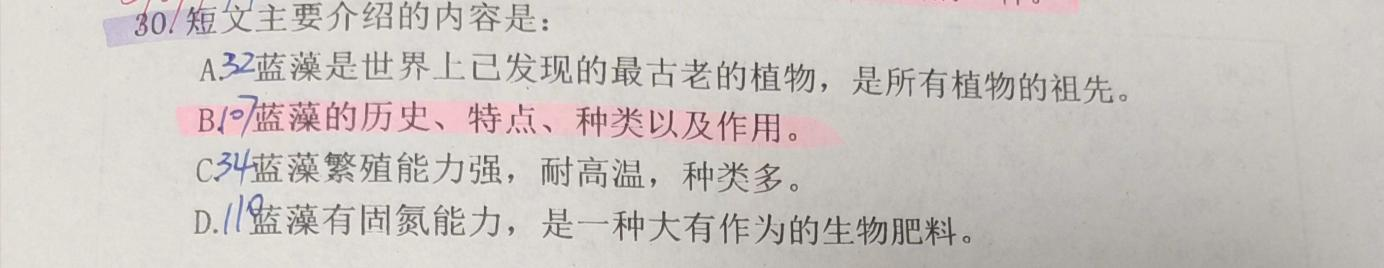 30. 短文主要介绍的内容是：
A.32蓝藻是世界上已发现的最古老的植物，是所有植物的祖先。
B.107蓝藻的历史、特点、种类以及作用。
C.34蓝藻繁殖能力强，耐高温，种类多。
D.110蓝藻有固氮能力，是一种大有作为的生物肥料。